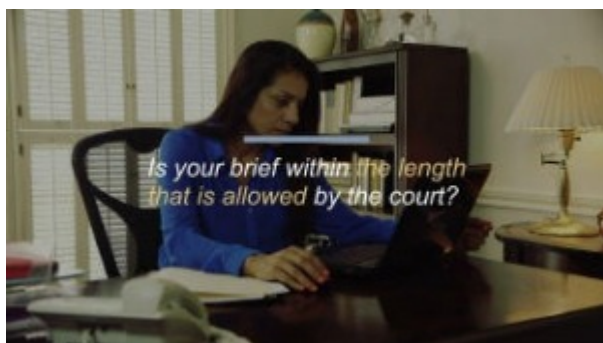 Is your brief within the length
that is allowed by the court?